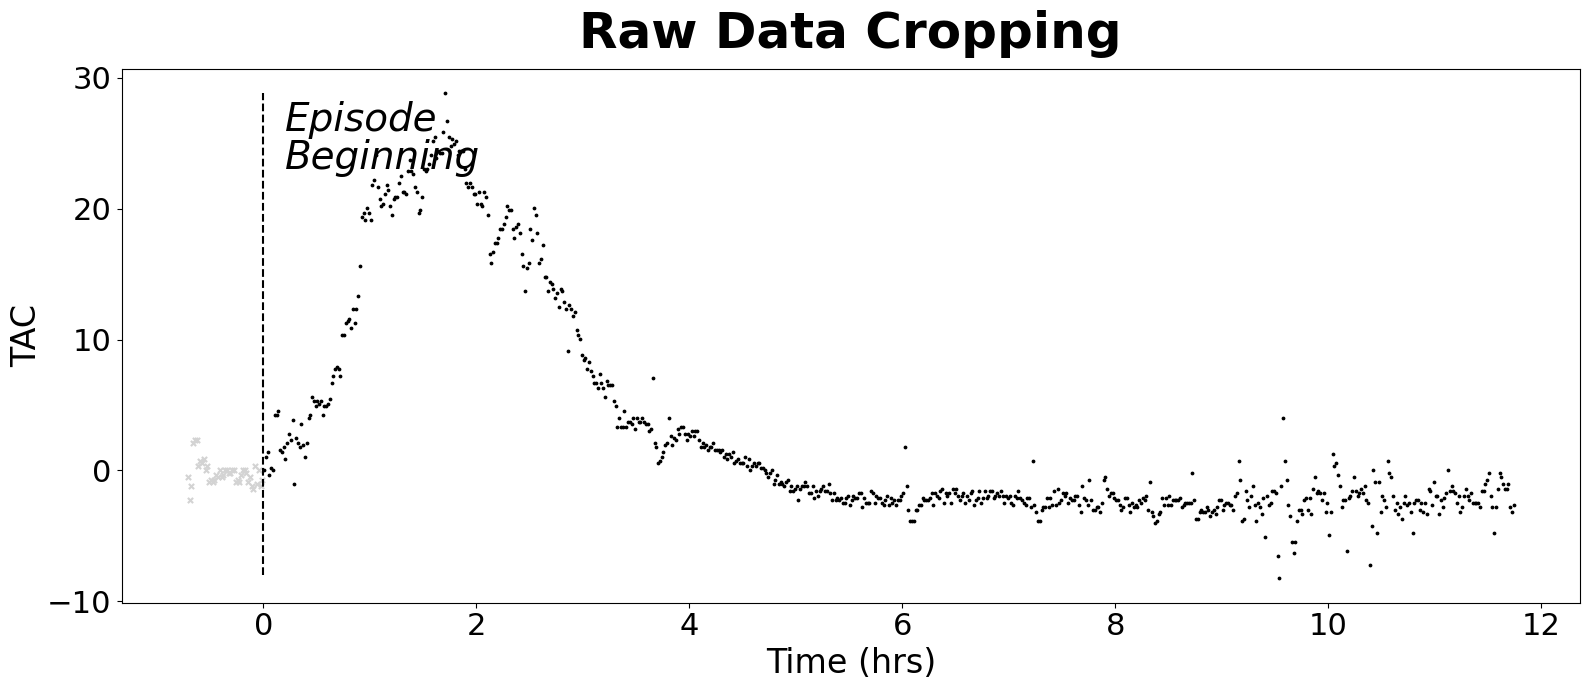 Raw Data Cropping
30
20
10
0
−10
TAC
Episode
Beginning
0 2 4 6 8 10 12
Time (hrs)